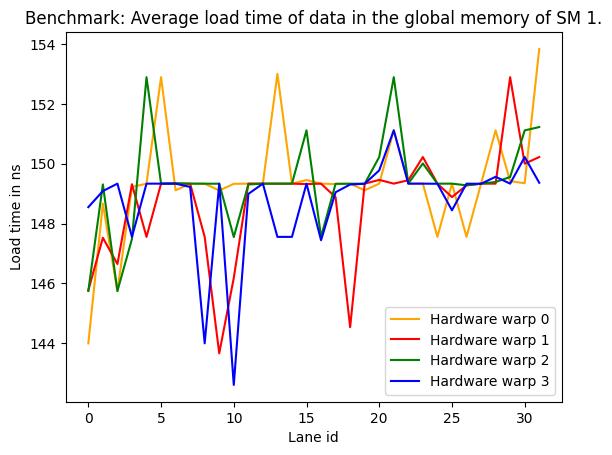 Benchmark: Average load time of data in the global memory of SM 1.
154
152
150
148
146
144
Load time in ns
0 5 10 15 20 25 30
Lane id
Hardware warp 0
Hardware warp 1
Hardware warp 2
Hardware warp 3